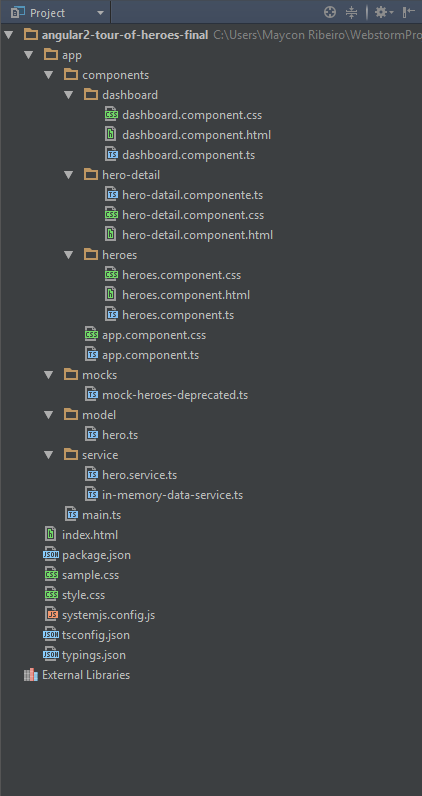 Project
angular2-tour-of-heroes-final C:\Users\Maycon Ribeiro\WebstormPro
app
components
dashboard
dashboard.component.css
dashboard.component.html
dashboard.component.ts
hero-detail
hero-datail.componente.ts
hero-detail.component.css
hero-detail.component.html
heroes
heroes.component.css
heroes.component.html
heroes.component.ts
app.component.css
app.component.ts
mocks
mock-heroes-deprecated.ts
model
hero.ts
service
hero.service.ts
in-memory-data-service.ts
main.ts
index.html
package.json
sample.css
style.css
systemjs.config.js
tsconfig.json
typings.json
External Libraries